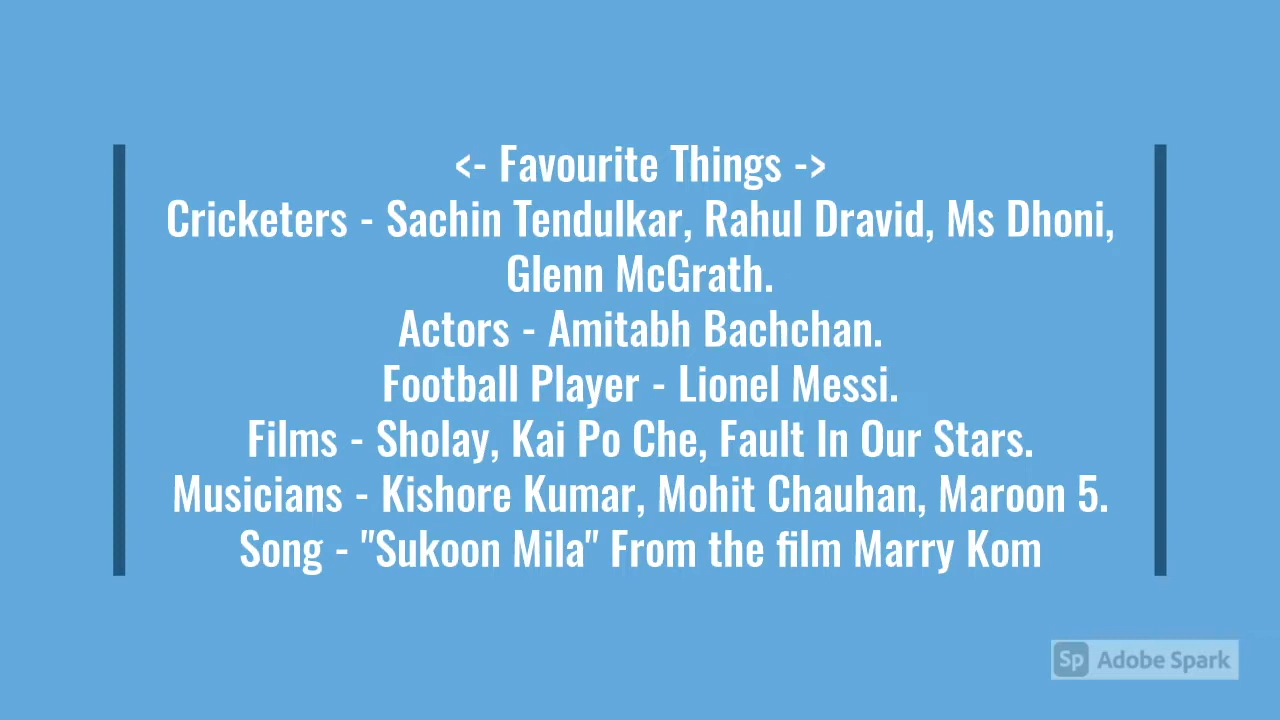 <- Favourite Things ->
Cricketers - Sachin Tendulkar, Rahul Dravid, Ms Dhoni,
Glenn McGrath.
Actors - Amitabh Bachchan.
Football Player - Lionel Messi.
Films - Sholay, Kai Po Che, Fault In Our Stars.
Musicians - Kishore Kumar, Mohit Chauhan, Maroon 5.
Song - "Sukoon Mila" From the film Marry Kom
Sp Adobe Spark